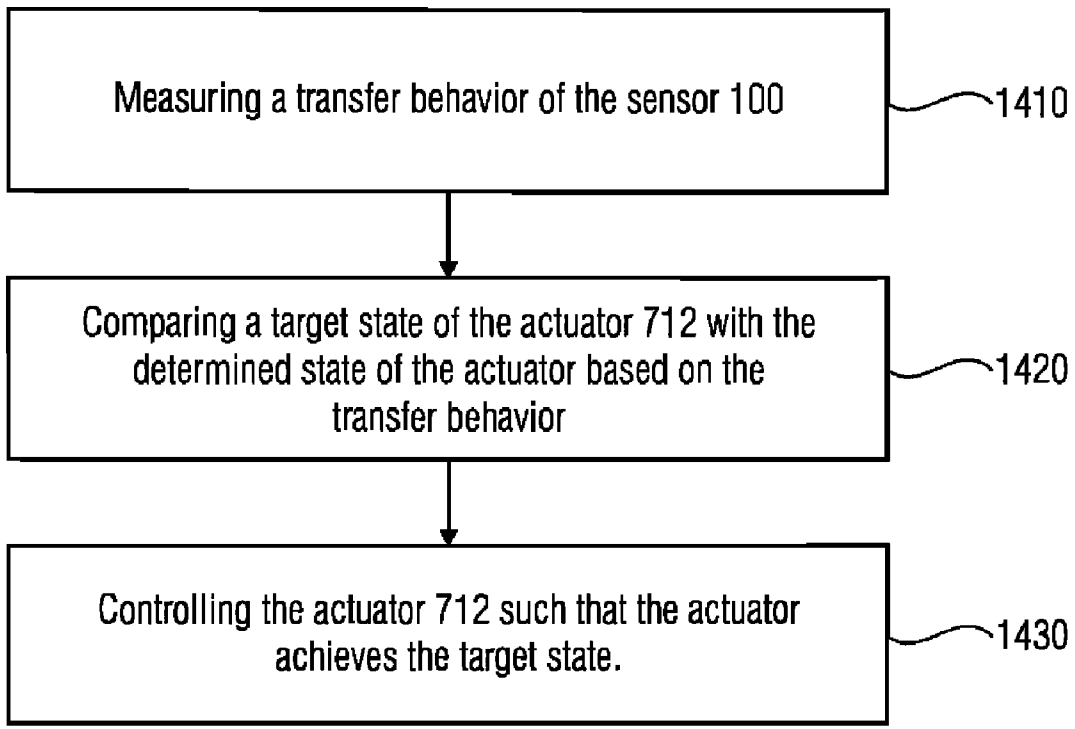 Measuring a transfer behavior of the sensor 100
1410
Comparing a target state of the actuator 712 with the
determined state of the actuator based on the
transfer behavior
1420
Controlling the actuator 712 such that the actuator
achieves the target state.
1430